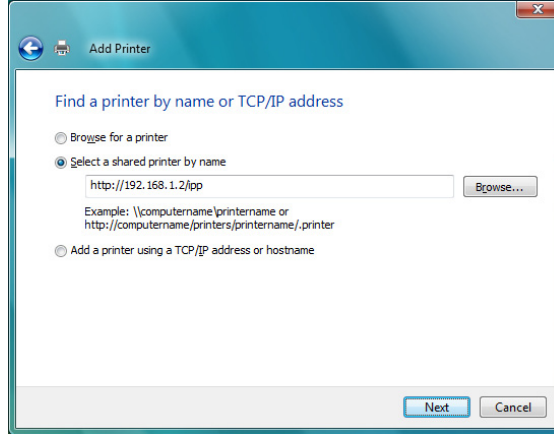 Add Printer
Find a printer by name or TCP/IP address
Browse for a printer
Select a shared printer by name
http://192.168.1.2/ipp
Browse...
Example: \\computername\printername or
http://computername/printers/printername/.printer
Add a printer using a TCP/IP address or hostname
Next
Cancel